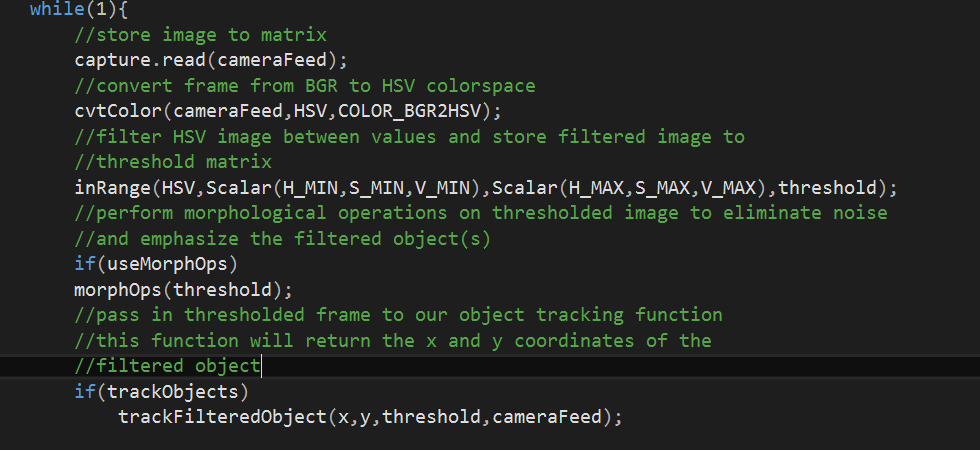 while(1){
//store image to matrix
capture.read(cameraFeed);
//convert frame from BGR to HSV colorspace
cvtColor(cameraFeed,HSV,COLOR_BGR2HSV);
//filter HSV image between values and store filtered image to
//threshold matrix
inRange(HSV,Scalar(H_MIN,S_MIN,V_MIN),Scalar(H_MAX,S_MAX,V_MAX),threshold);
//perform morphological operations on thresholded image to eliminate noise
//and emphasize the filtered object(s)
if(useMorphOps)
morphOps(threshold);
//pass in thresholded frame to our object tracking function
//this function will return the x and y coordinates of the
//filtered object
if(trackObjects)
trackFilteredObject(x,y,threshold,cameraFeed);